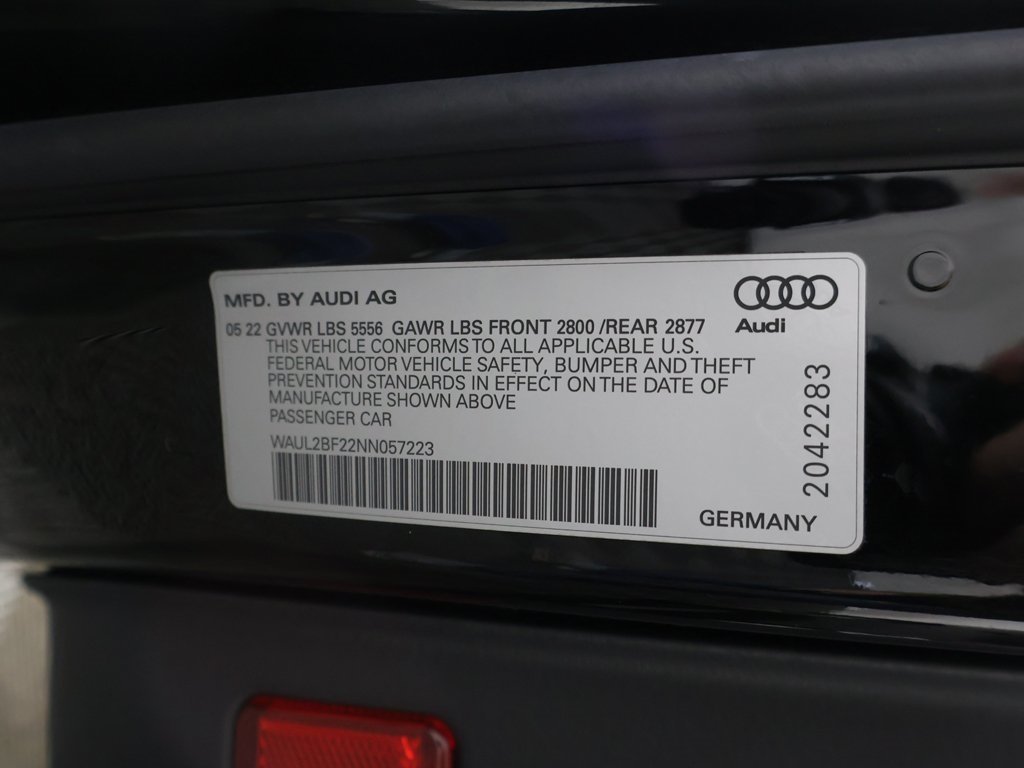 MFD. BY AUDI AG
Audi
05 22 GVWR LBS 5556 GAWR LBS FRONT 2800 /REAR 2877
THIS VEHICLE CONFORMS TO ALL APPLICABLE U.S.
FEDERAL MOTOR VEHICLE SAFETY, BUMPER AND THEFT
PREVENTION STANDARDS IN EFFECT ON THE DATE OF
MANUFACTURE SHOWN ABOVE
PASSENGER CAR
WAUL2BF22NN057223
2042283
GERMANY